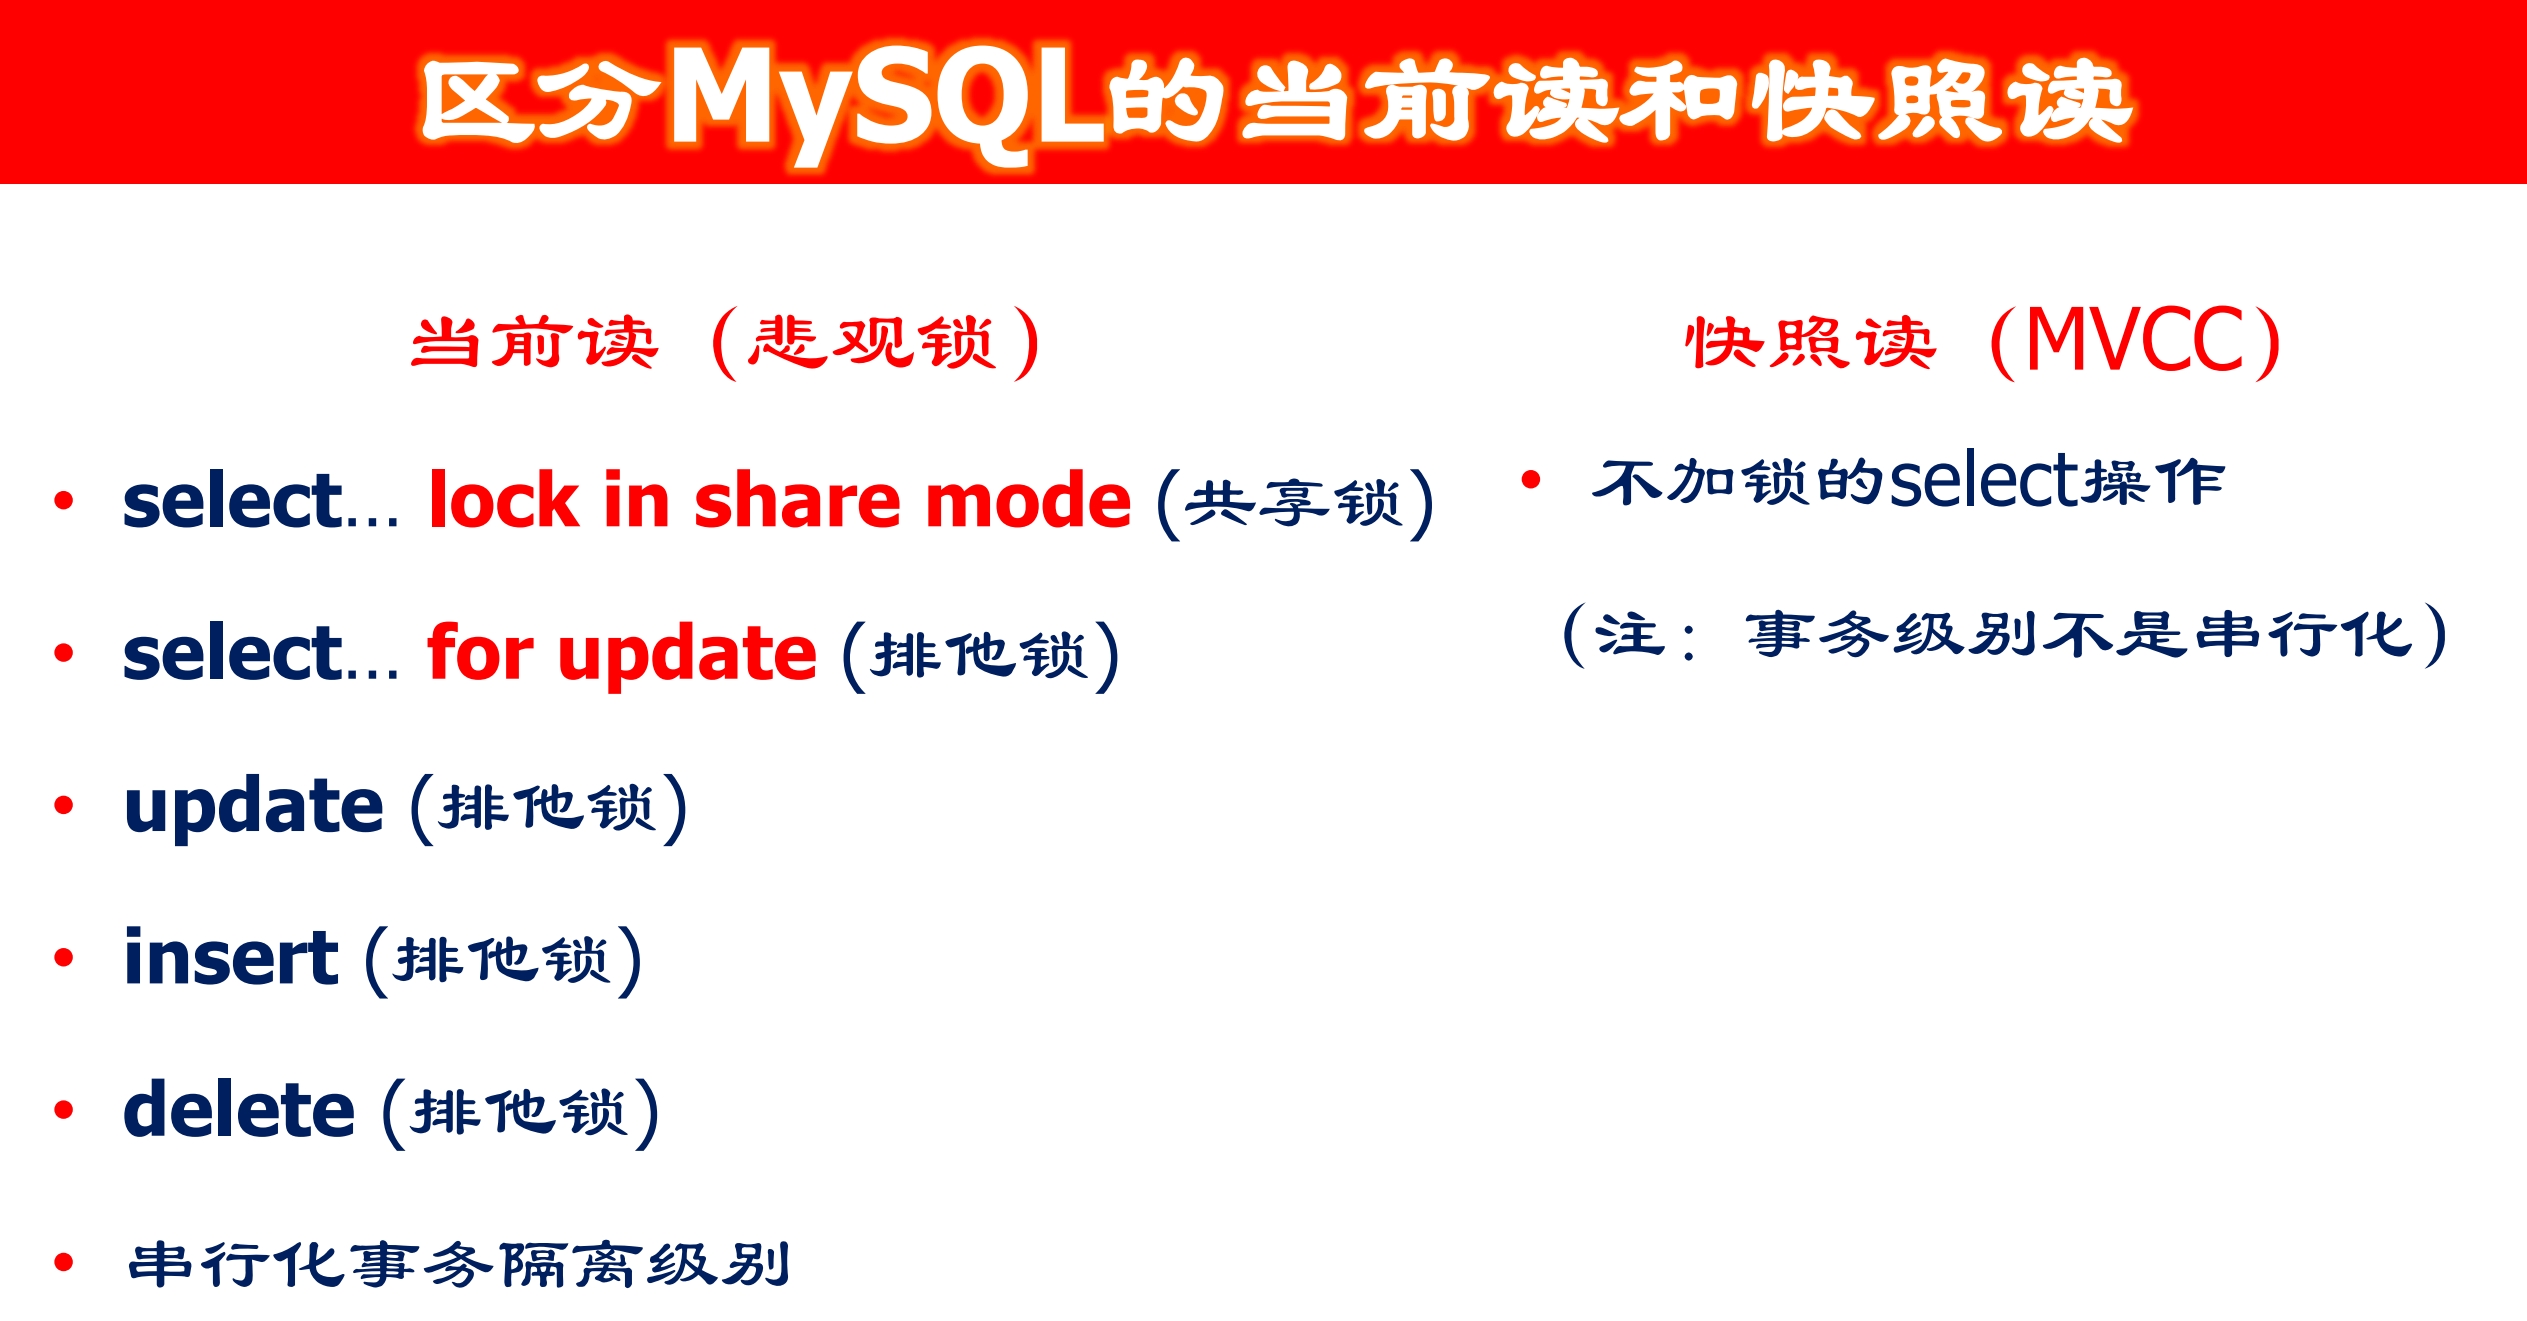 区分MySQL的当前读和快照读
当前读（悲观锁）
• select... lock in share mode (共享锁)
• select... for update (排他锁)
• update (排他锁)
• insert (排他锁)
• delete (排他锁)
• 串行化事务隔离级别
快照读（MVCC）
• 不加锁的select操作
（注：事务级别不是串行化）